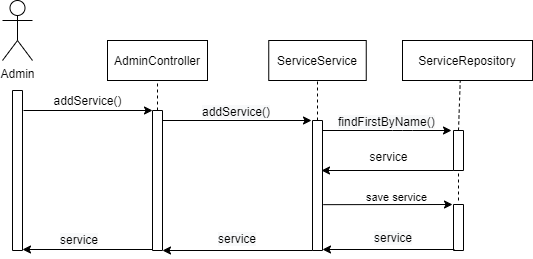 Admin
AdminController
ServiceService
ServiceRepository
addService()
addService()
findFirstByName()
service
save service
service
service
service